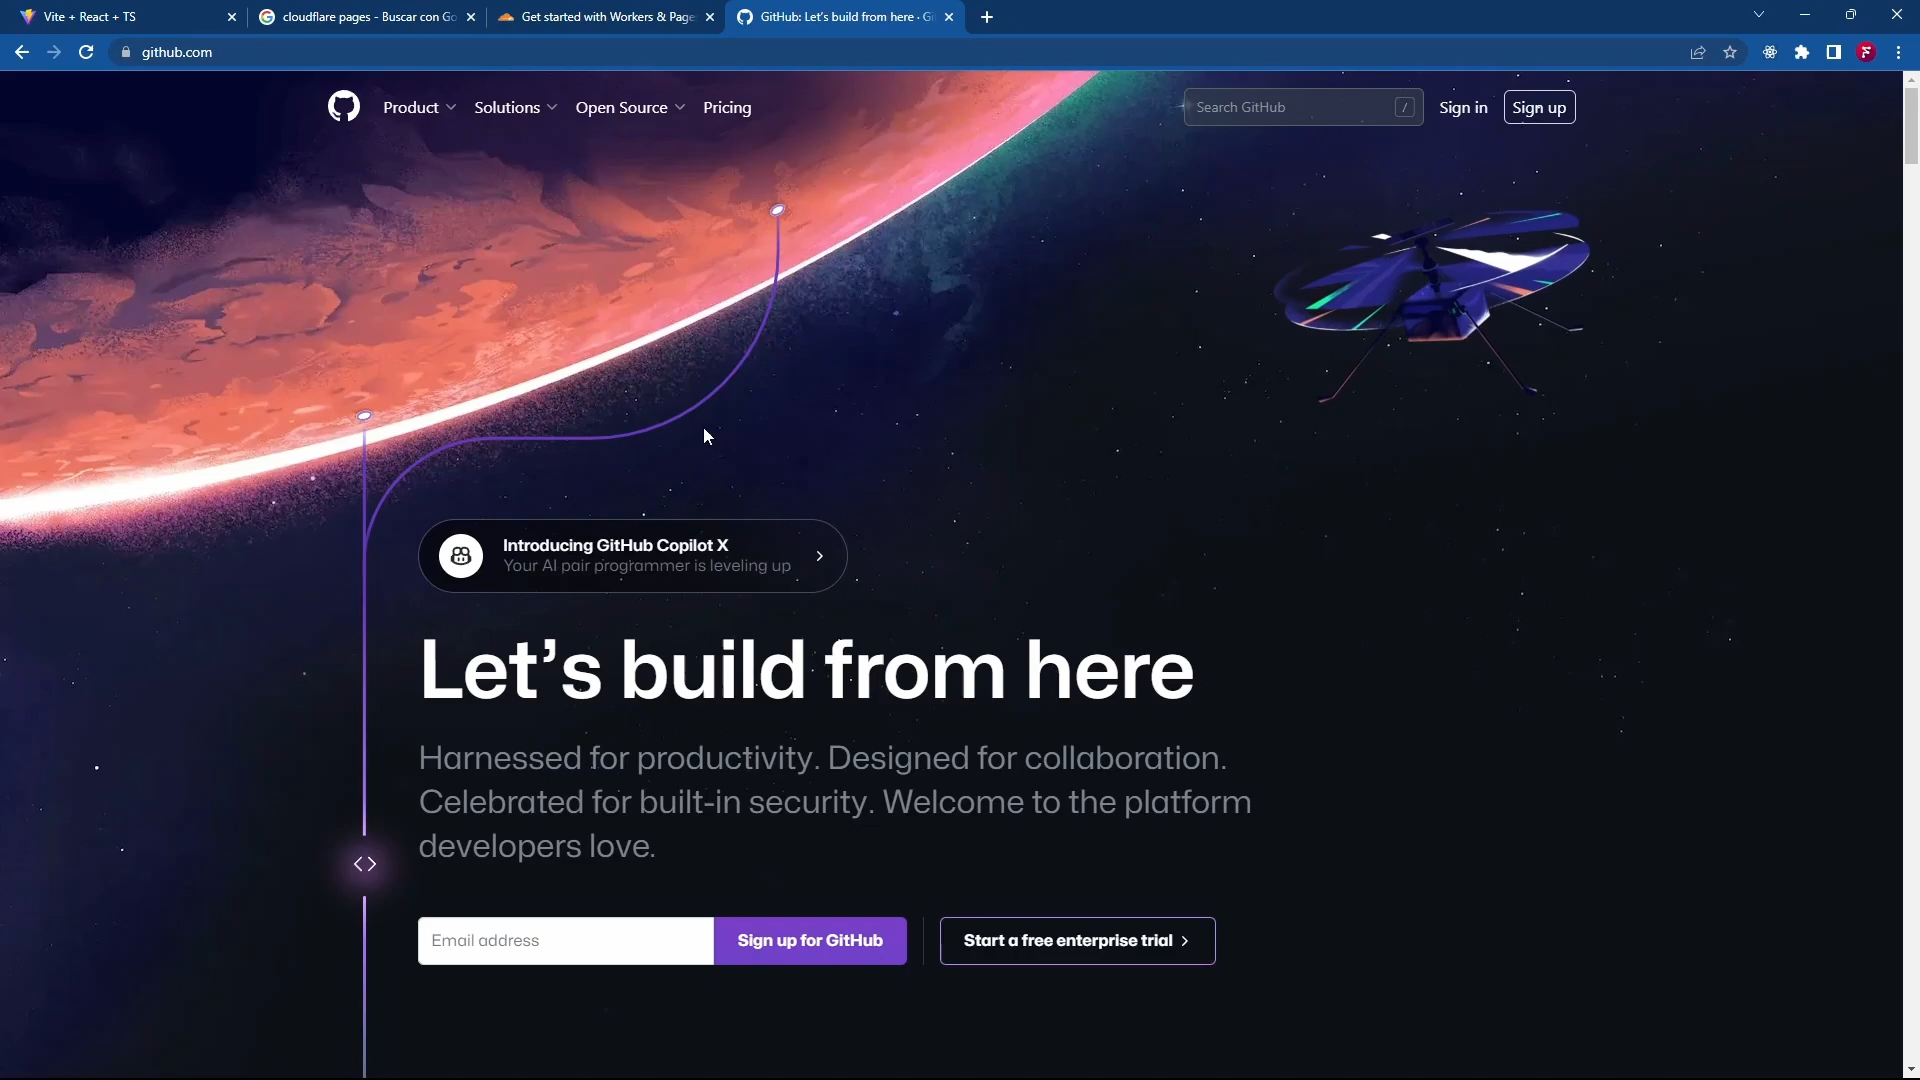 Vite + React + TS
cloudflare pages - Buscar con Go
Get started with Workers & Page
GitHub: Let's build from here · Gi
github.com
Product
Solutions
Open Source
Pricing
Search GitHub
/
Sign in
Sign up
Introducing GitHub Copilot X
Your AI pair programmer is leveling up
Let's build from here
Harnessed for productivity. Designed for collaboration.
Celebrated for built-in security. Welcome to the platform
developers love.
Email address
Sign up for GitHub
Start a free enterprise trial